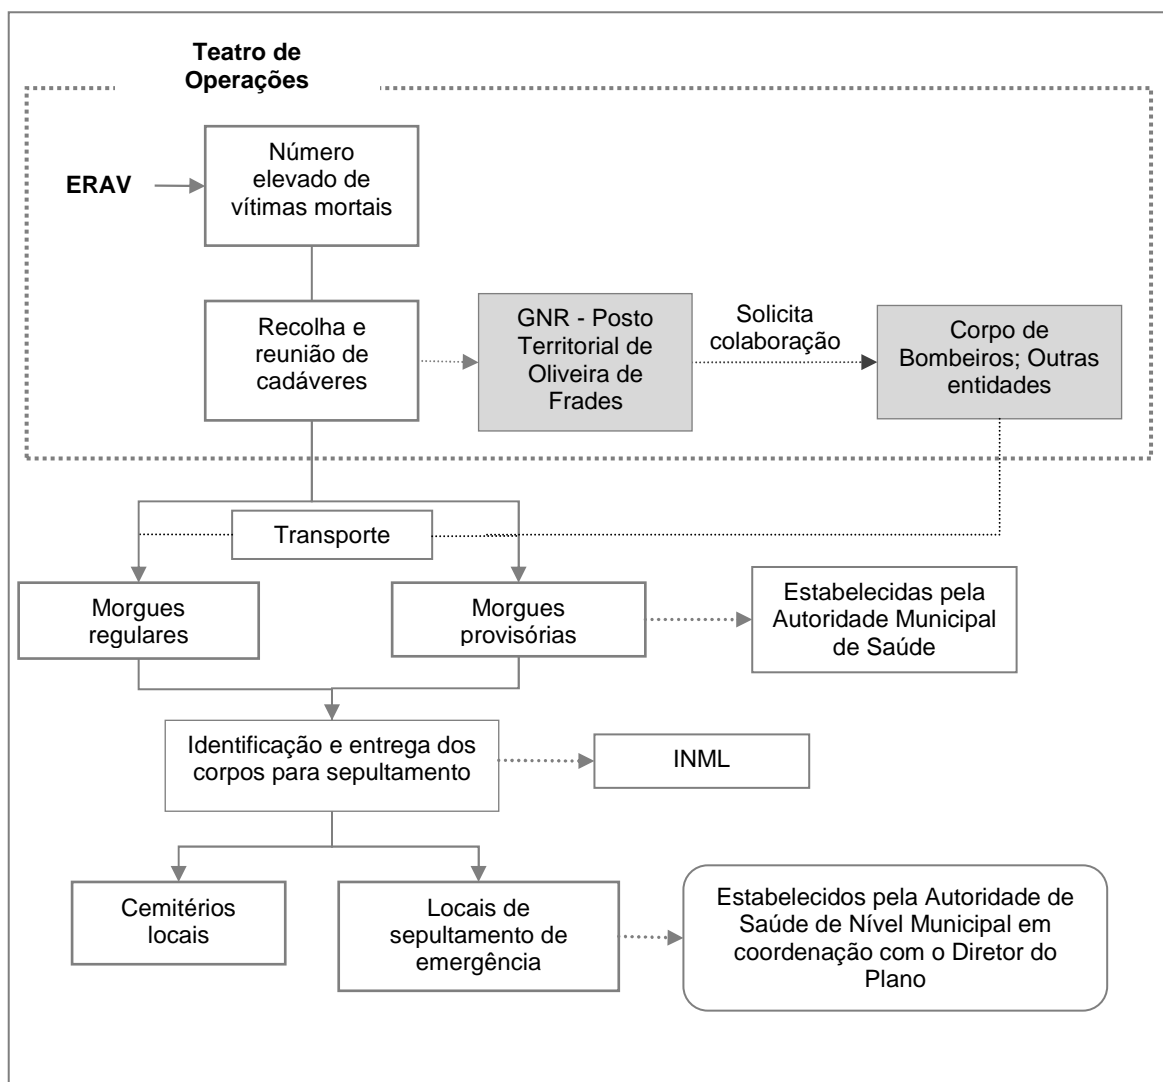 Teatro de
Operações
Número
elevado de
vítimas mortais
ERAV
Recolha e
reunião de
cadáveres
GNR - Posto
Territorial de
Oliveira de
Frades
Solicita
colaboração
Corpo de
Bombeiros; Outras
entidades
Transporte
Morgues
regulares
Morgues
provisórias
Estabelecidas pela
Autoridade Municipal
de Saúde
Identificação e entrega dos
corpos para sepultamento
INML
Cemitérios
locais
Locais de
sepultamento de
emergência
Estabelecidos pela Autoridade de
Saúde de Nível Municipal em
coordenação com o Diretor do
Plano